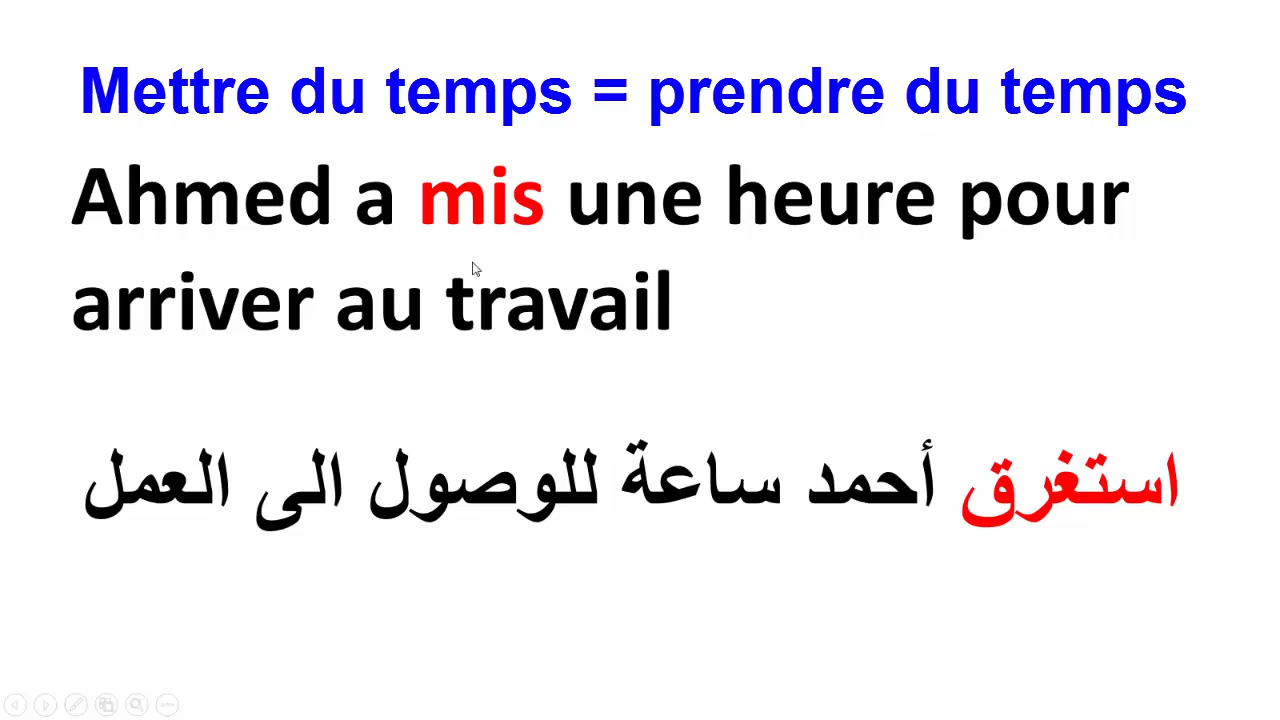 Mettre du temps = prendre du temps
Ahmed a mis une heure pour
arriver au travail
استغرق أحمد ساعة للوصول الى العمل